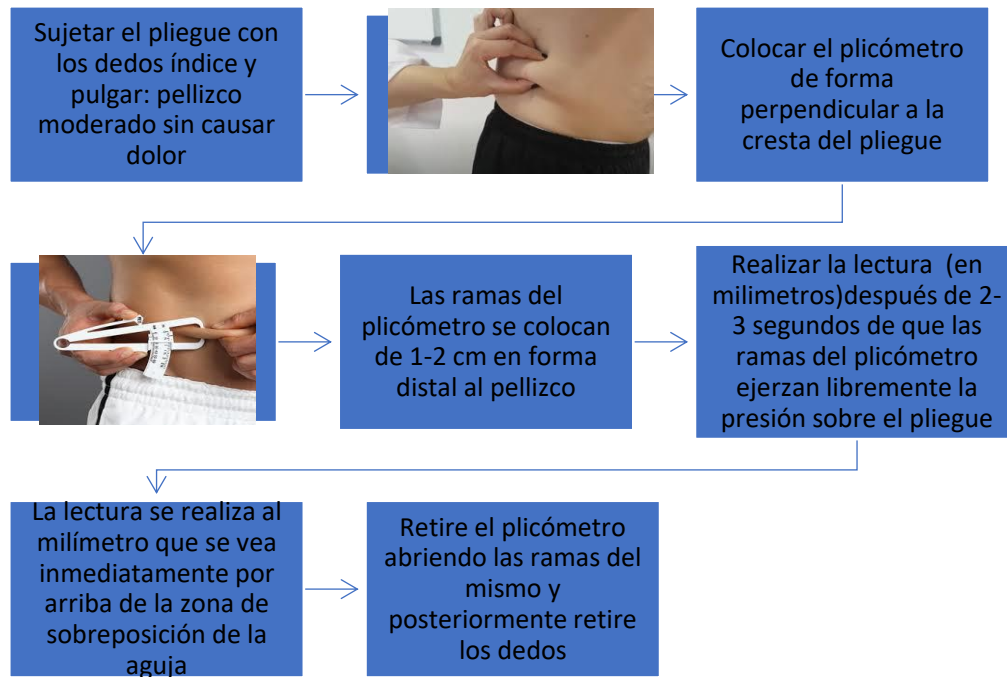 Sujetar el pliegue con
los dedos índice y
pulgar: pellizco
moderado sin causar
dolor
Colocar el plicómetro
de forma
perpendicular a la
cresta del pliegue
Las ramas del
plicómetro se colocan
de 1-2 cm en forma
distal al pellizco
Realizar la lectura (en
milimetros)después de 2-
3 segundos de que las
ramas del plicómetro
ejerzan libremente la
presión sobre el pliegue
La lectura se realiza al
milímetro que se vea
inmediatamente por
arriba de la zona de
sobreposición de la
aguja
Retire el plicómetro
abriendo las ramas del
mismo y
posteriormente retire
los dedos